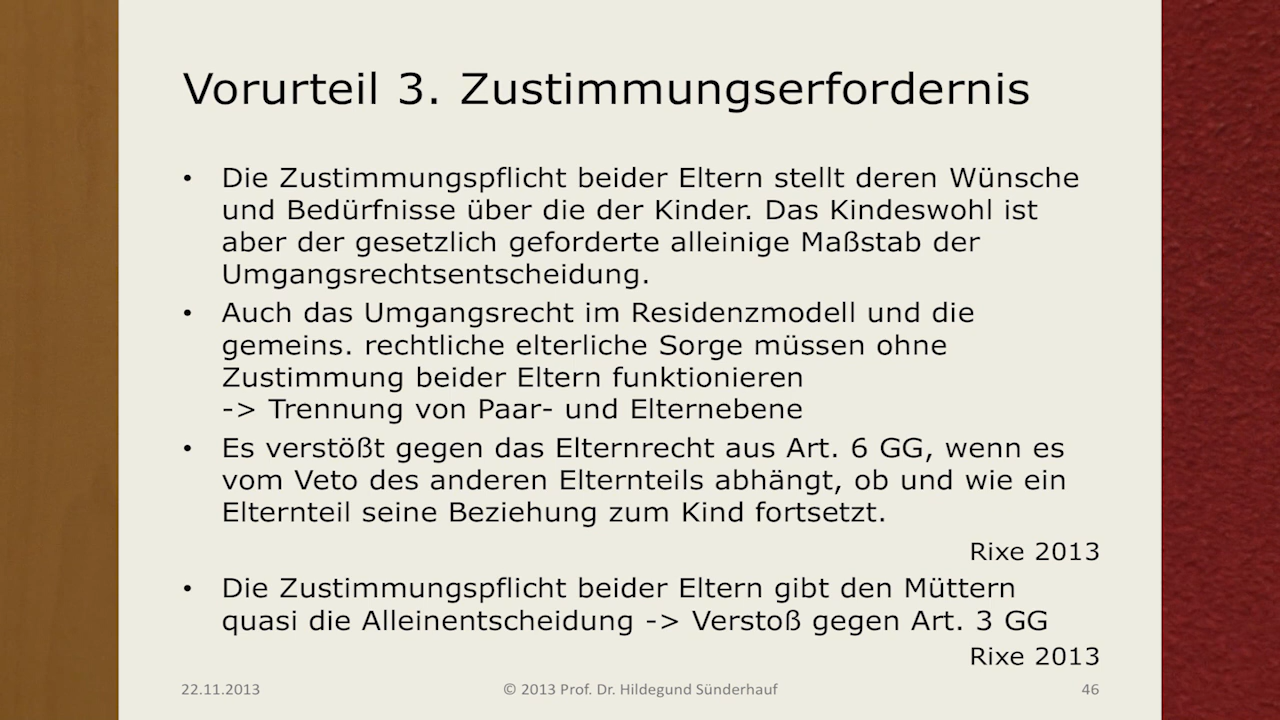 Vorurteil 3. Zustimmungserfordernis
• Die Zustimmungspflicht beider Eltern stellt deren Wünsche
und Bedürfnisse über die der Kinder. Das Kindeswohl ist
aber der gesetzlich geforderte alleinige Maßstab der
Umgangsrechtsentscheidung.
• Auch das Umgangsrecht im Residenzmodell und die
gemeins. rechtliche elterliche Sorge müssen ohne
Zustimmung beider Eltern funktionieren
-> Trennung von Paar- und Elternebene
• Es verstößt gegen das Elternrecht aus Art. 6 GG, wenn es
vom Veto des anderen Elternteils abhängt, ob und wie ein
Elternteil seine Beziehung zum Kind fortsetzt.
Rixe 2013
• Die Zustimmungspflicht beider Eltern gibt den Müttern
quasi die Alleinentscheidung -> Verstoß gegen Art. 3 GG
Rixe 2013
22.11.2013 © 2013 Prof. Dr. Hildegund Sünderhauf 46